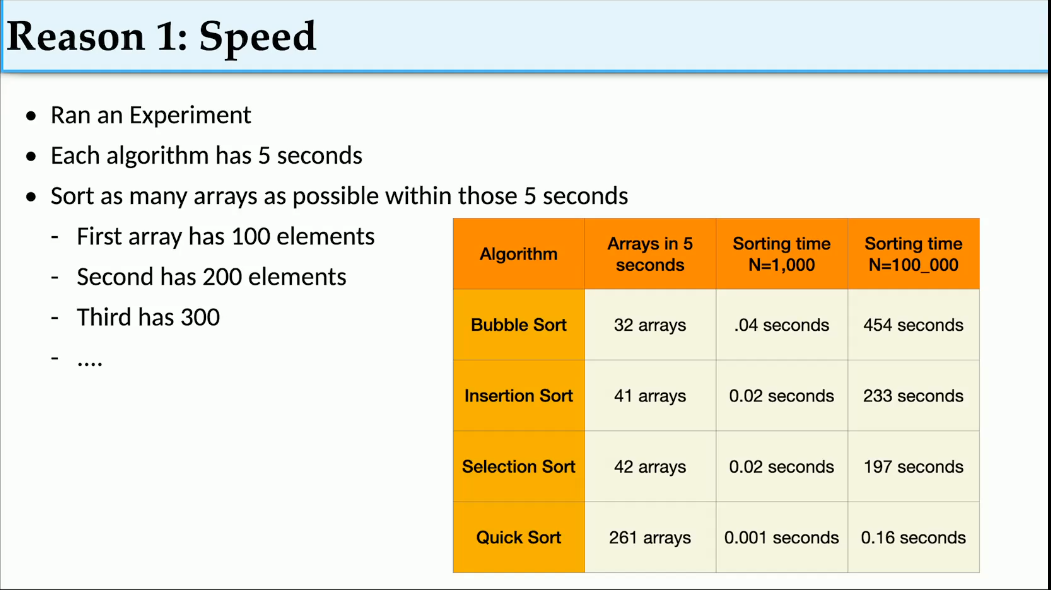 Reason 1: Speed
• Ran an Experiment
• Each algorithm has 5 seconds
• Sort as many arrays as possible within those 5 seconds
- First array has 100 elements
- Second has 200 elements
- Third has 300
- ....
Algorithm
Arrays in 5
seconds
Sorting time
N=1,000
Sorting time
N=100_000
Bubble Sort
32 arrays
.04 seconds
454 seconds
Insertion Sort
41 arrays
0.02 seconds
233 seconds
Selection Sort
42 arrays
0.02 seconds
197 seconds
Quick Sort
261 arrays
0.001 seconds
0.16 seconds